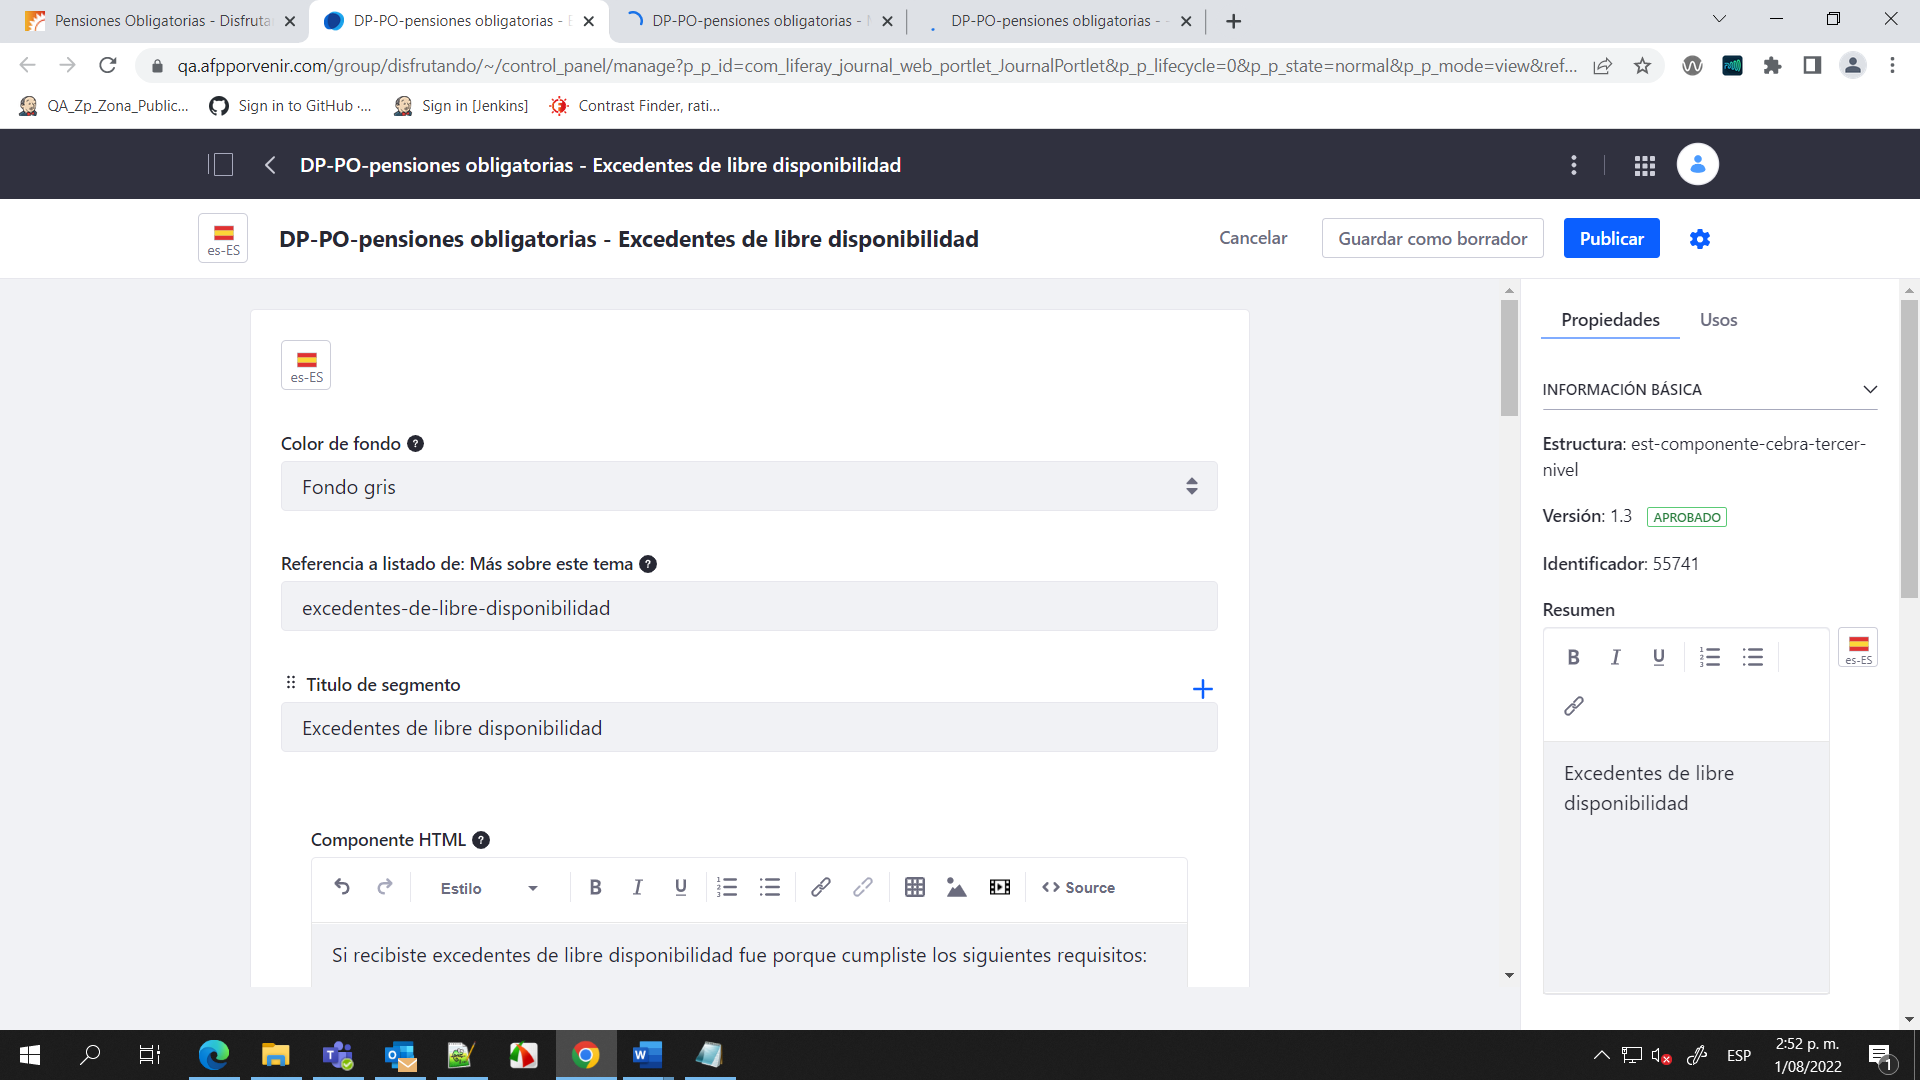 Pensiones Obligatorias - Disfruta
DP-PO-pensiones obligatorias -
DP-PO-pensiones obligatorias -
DP-PO-pensiones obligatorias -
qa.afpporvenir.com/group/disfrutando/~/control_panel/manage?p_p_id=com_liferay_journal_web_portlet_JournalPortlet&p_p_lifecycle=0&p_p_state=normal&p_p_mode=view&ref...
QA_Zp_Zona_Public...
Sign in to GitHub ·...
Sign in [Jenkins]
Contrast Finder, rati...
DP-PO-pensiones obligatorias - Excedentes de libre disponibilidad
es-ES
DP-PO-pensiones obligatorias - Excedentes de libre disponibilidad
Cancelar
Guardar como borrador
Publicar
es-ES
Color de fondo ?
Fondo gris
Referencia a listado de: Más sobre este tema ?
excedentes-de-libre-disponibilidad
Titulo de segmento
Excedentes de libre disponibilidad
Componente HTML ?
Estilo
B I U
Source
Si recibiste excedentes de libre disponibilidad fue porque cumpliste los siguientes requisitos:
Propiedades
Usos
INFORMACIÓN BÁSICA
Estructura: est-componente-cebra-tercer-
nivel
Versión: 1.3 APROBADO
Identificador: 55741
Resumen
B I U
es-ES
Excedentes de libre
disponibilidad
ESP
2:52 p. m.
1/08/2022
1